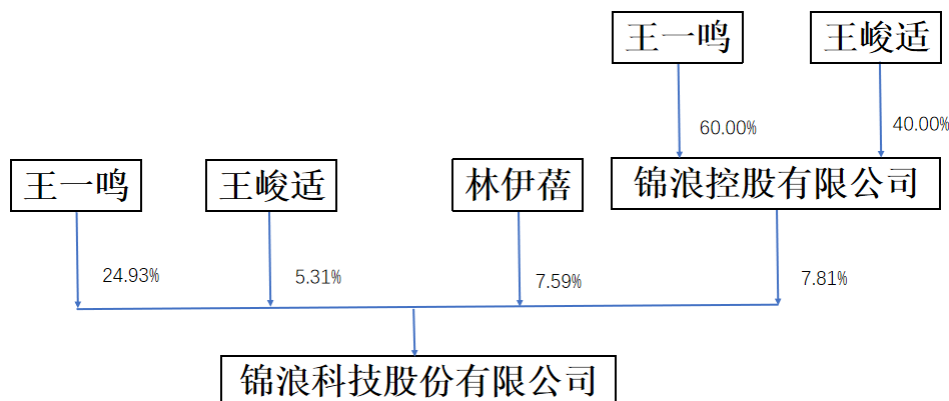 王一鸣
王峻适
60.00%
40.00%
王一鸣
王峻适
林伊蓓
锦浪控股有限公司
24.93%
5.31%
7.59%
7.81%
锦浪科技股份有限公司